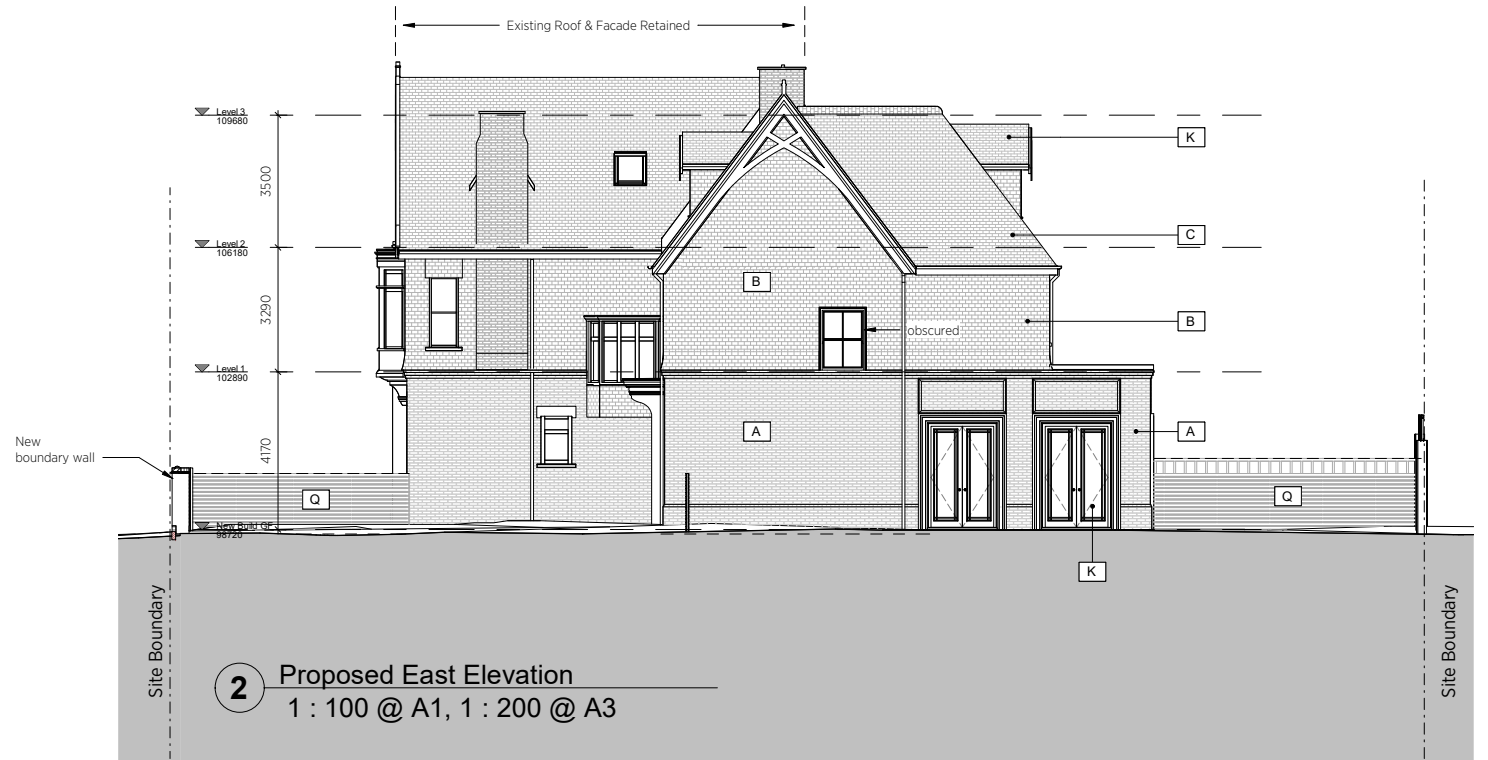 Existing Roof & Facade Retained
Level 3
109680
K
3500
C
Level 2
106180
B
3290
B
obscured
Level 1
102890
A
A
4170
New
boundary wall
Q
Q
New Build GF
98720
K
Site Boundary
Site Boundary
2
Proposed East Elevation
1 : 100 @ A1, 1 : 200 @ A3